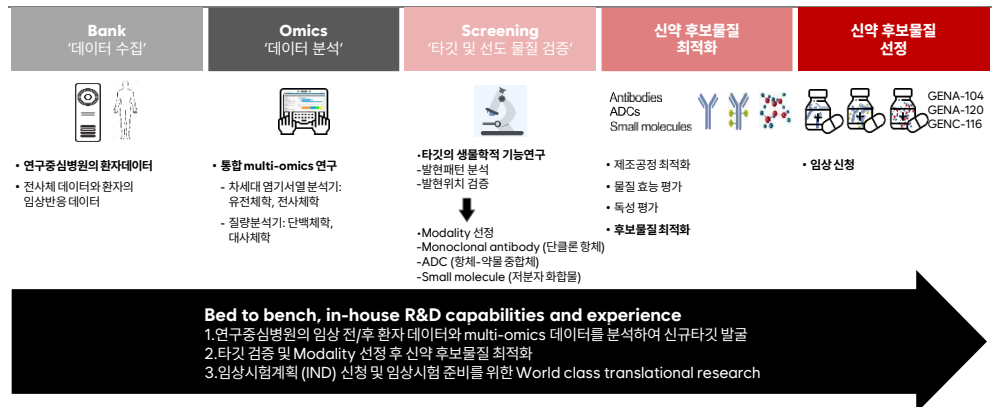 Bank
'데이터 수집'
Omics
'데이터 분석'
Screening
'타깃 및 선도 물질 검증'
신약 후보물질
최적화
신약 후보물질
선정
• 연구중심병원의 환자데이터
• 전사체 데이터와 환자의
임상반응 데이터
• 통합 multi-omics 연구
- 차세대 염기서열 분석기:
유전체학, 전사체학
- 질량분석기: 단백체학,
대사체학
•타깃의 생물학적 기능연구
-발현패턴 분석
-발현위치 검증
•Modality 선정
-Monoclonal antibody (단클론 항체)
-ADC (항체-약물 중합체)
-Small molecule (저분자 화합물)
Antibodies
ADCs
Small molecules
• 제조공정 최적화
• 물질 효능 평가
• 독성 평가
• 후보물질 최적화
GENA-104
GENA-120
GENC-116
• 임상 신청
Bed to bench, in-house R&D capabilities and experience
1.연구중심병원의 임상 전/후 환자 데이터와 multi-omics 데이터를 분석하여 신규타깃 발굴
2.타깃 검증 및 Modality 선정 후 신약 후보물질 최적화
3.임상시험계획 (IND) 신청 및 임상시험 준비를 위한 World class translational research